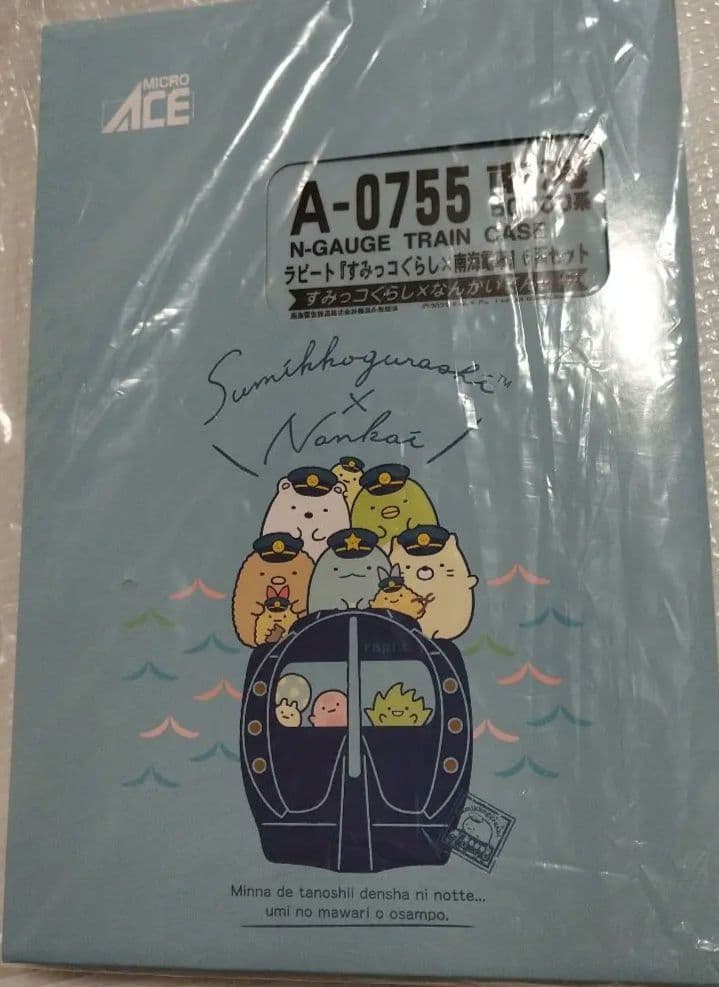 MICRO
ACE
A-0755
N-GAUGE TRAIN CASE
ラピート『すみっコぐらし×南海電鉄』6両セット
すみっコぐらし×なんかい
Sumikkogurashi™
×
Nankai
rapi:t
Minna de tanoshii densha ni notte...
umi no mawari o osampo.